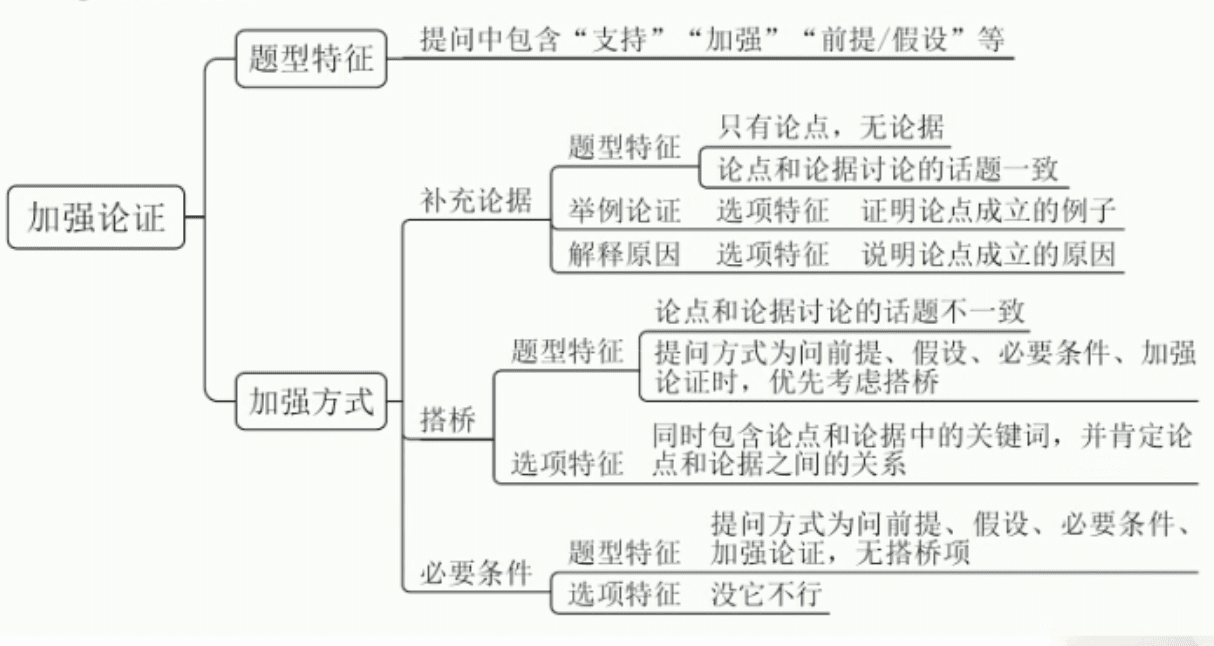 加强论证
题型特征
提问中包含“支持”“加强”“前提/假设”等
加强方式
补充论据
题型特征
只有论点，无论据
论点和论据讨论的话题一致
举例论证 选项特征 证明论点成立的例子
解释原因 选项特征 说明论点成立的原因
搭桥
题型特征
论点和论据讨论的话题不一致
提问方式为问前提、假设、必要条件、加强
论证时，优先考虑搭桥
选项特征
同时包含论点和论据中的关键词，并肯定论
点和论据之间的关系
必要条件
题型特征
提问方式为问前提、假设、必要条件、
加强论证，无搭桥项
选项特征 没它不行